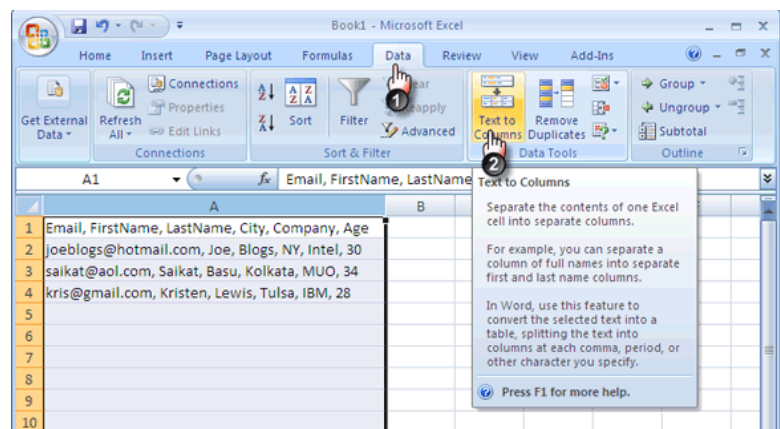 Book1 - Microsoft Excel
Home Insert Page Layout Formulas Data Review View Add-Ins
Get External Data
Refresh All
Connections
Properties
Edit Links
Connections
Sort
Filter
Reapply
Advanced
Sort & Filter
Text to Columns
Remove Duplicates
Data Tools
Group
Ungroup
Subtotal
Outline
1
2
A1 fx Email, FirstName, LastName
A B
1 Email, FirstName, LastName, City, Company, Age
2 joeblogs@hotmail.com, Joe, Blogs, NY, Intel, 30
3 saikat@aol.com, Saikat, Basu, Kolkata, MUO, 34
4 kris@gmail.com, Kristen, Lewis, Tulsa, IBM, 28
5
6
7
8
9
10
Text to Columns
Separate the contents of one Excel
cell into separate columns.
For example, you can separate a
column of full names into separate
first and last name columns.
In Word, use this feature to
convert the selected text into a
table, splitting the text into
columns at each comma, period, or
other character you specify.
Press F1 for more help.